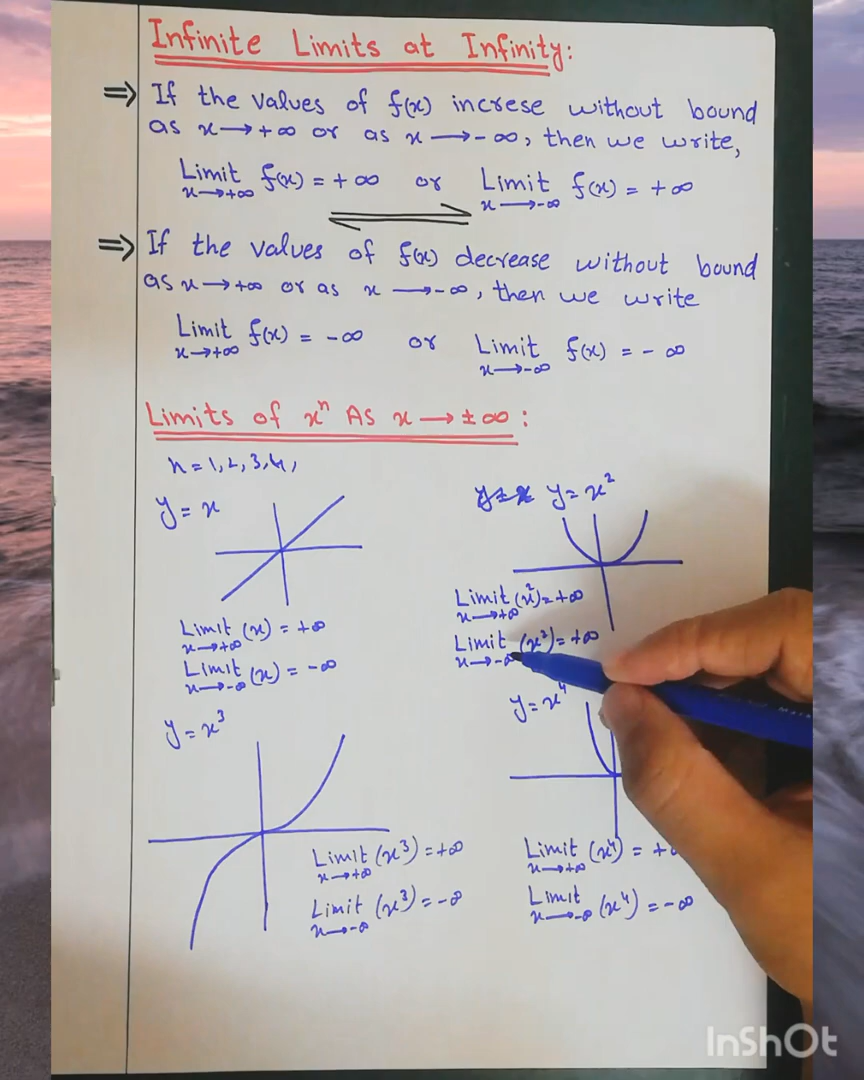 Infinite Limits at Infinity:
⇒ If the values of f(x) increse without bound
as x→+∞ or as x→-∞, then we write,
Limit f(x) = +∞ or Limit f(x) = +∞
x→+∞ x→-∞
⇒ If the values of f(x) decrease without bound
as x→+∞ or as x→-∞, then we write
Limit f(x) = -∞ or Limit f(x) = -∞
x→+∞ x→-∞
Limits of xⁿ As x→±∞:
n=1,2,3,4,
y=x
Limit (x) = +∞
x→+∞
Limit (x) = -∞
x→-∞
y=x²
Limit (x²)=+∞
x→+∞
Limit (x²)=+∞
x→-∞
y=x³
Limit (x³)=+∞
x→+∞
Limit (x³)=-∞
x→-∞
y=x⁴
Limit (x⁴) = +∞
x→+∞
Limit (x⁴) = -∞
x→-∞
InShOt